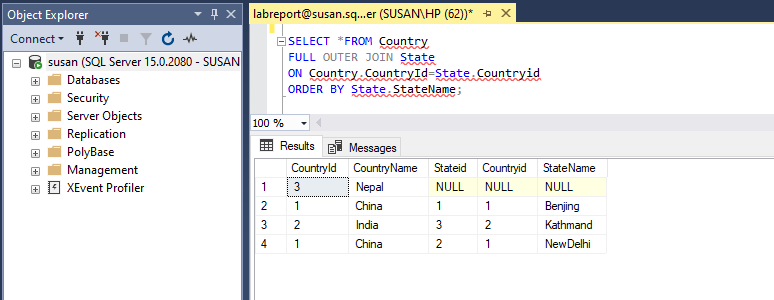 Object Explorer
Connect
susan (SQL Server 15.0.2080 - SUSAN
Databases
Security
Server Objects
Replication
PolyBase
Management
XEvent Profiler
labreport@susan.sq...er (SUSAN\HP (62))*
SELECT *FROM Country
FULL OUTER JOIN State
ON Country.CountryId=State.Countryid
ORDER BY State.StateName;
100 %
Results Messages
CountryId CountryName Stateid Countryid StateName
1 3 Nepal NULL NULL NULL
2 1 China 1 1 Benjing
3 2 India 3 2 Kathmand
4 1 China 2 1 NewDelhi